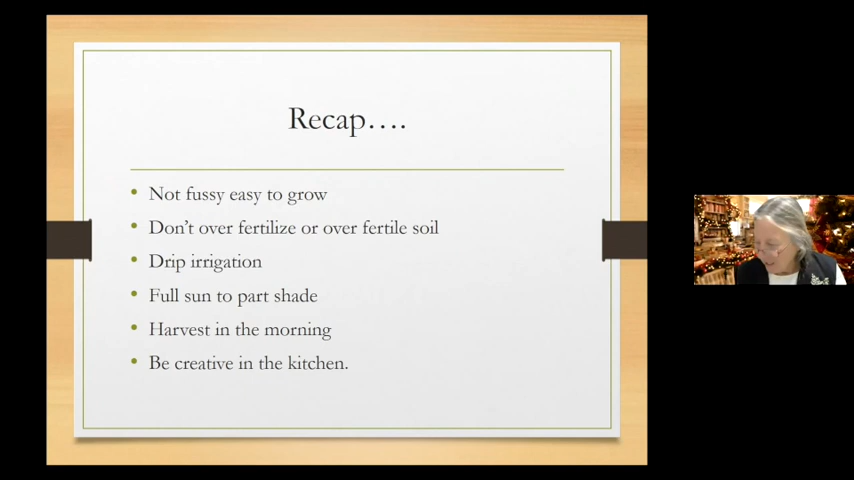 Recap….
Not fussy easy to grow
Don’t over fertilize or over fertile soil
Drip irrigation
Full sun to part shade
Harvest in the morning
Be creative in the kitchen.